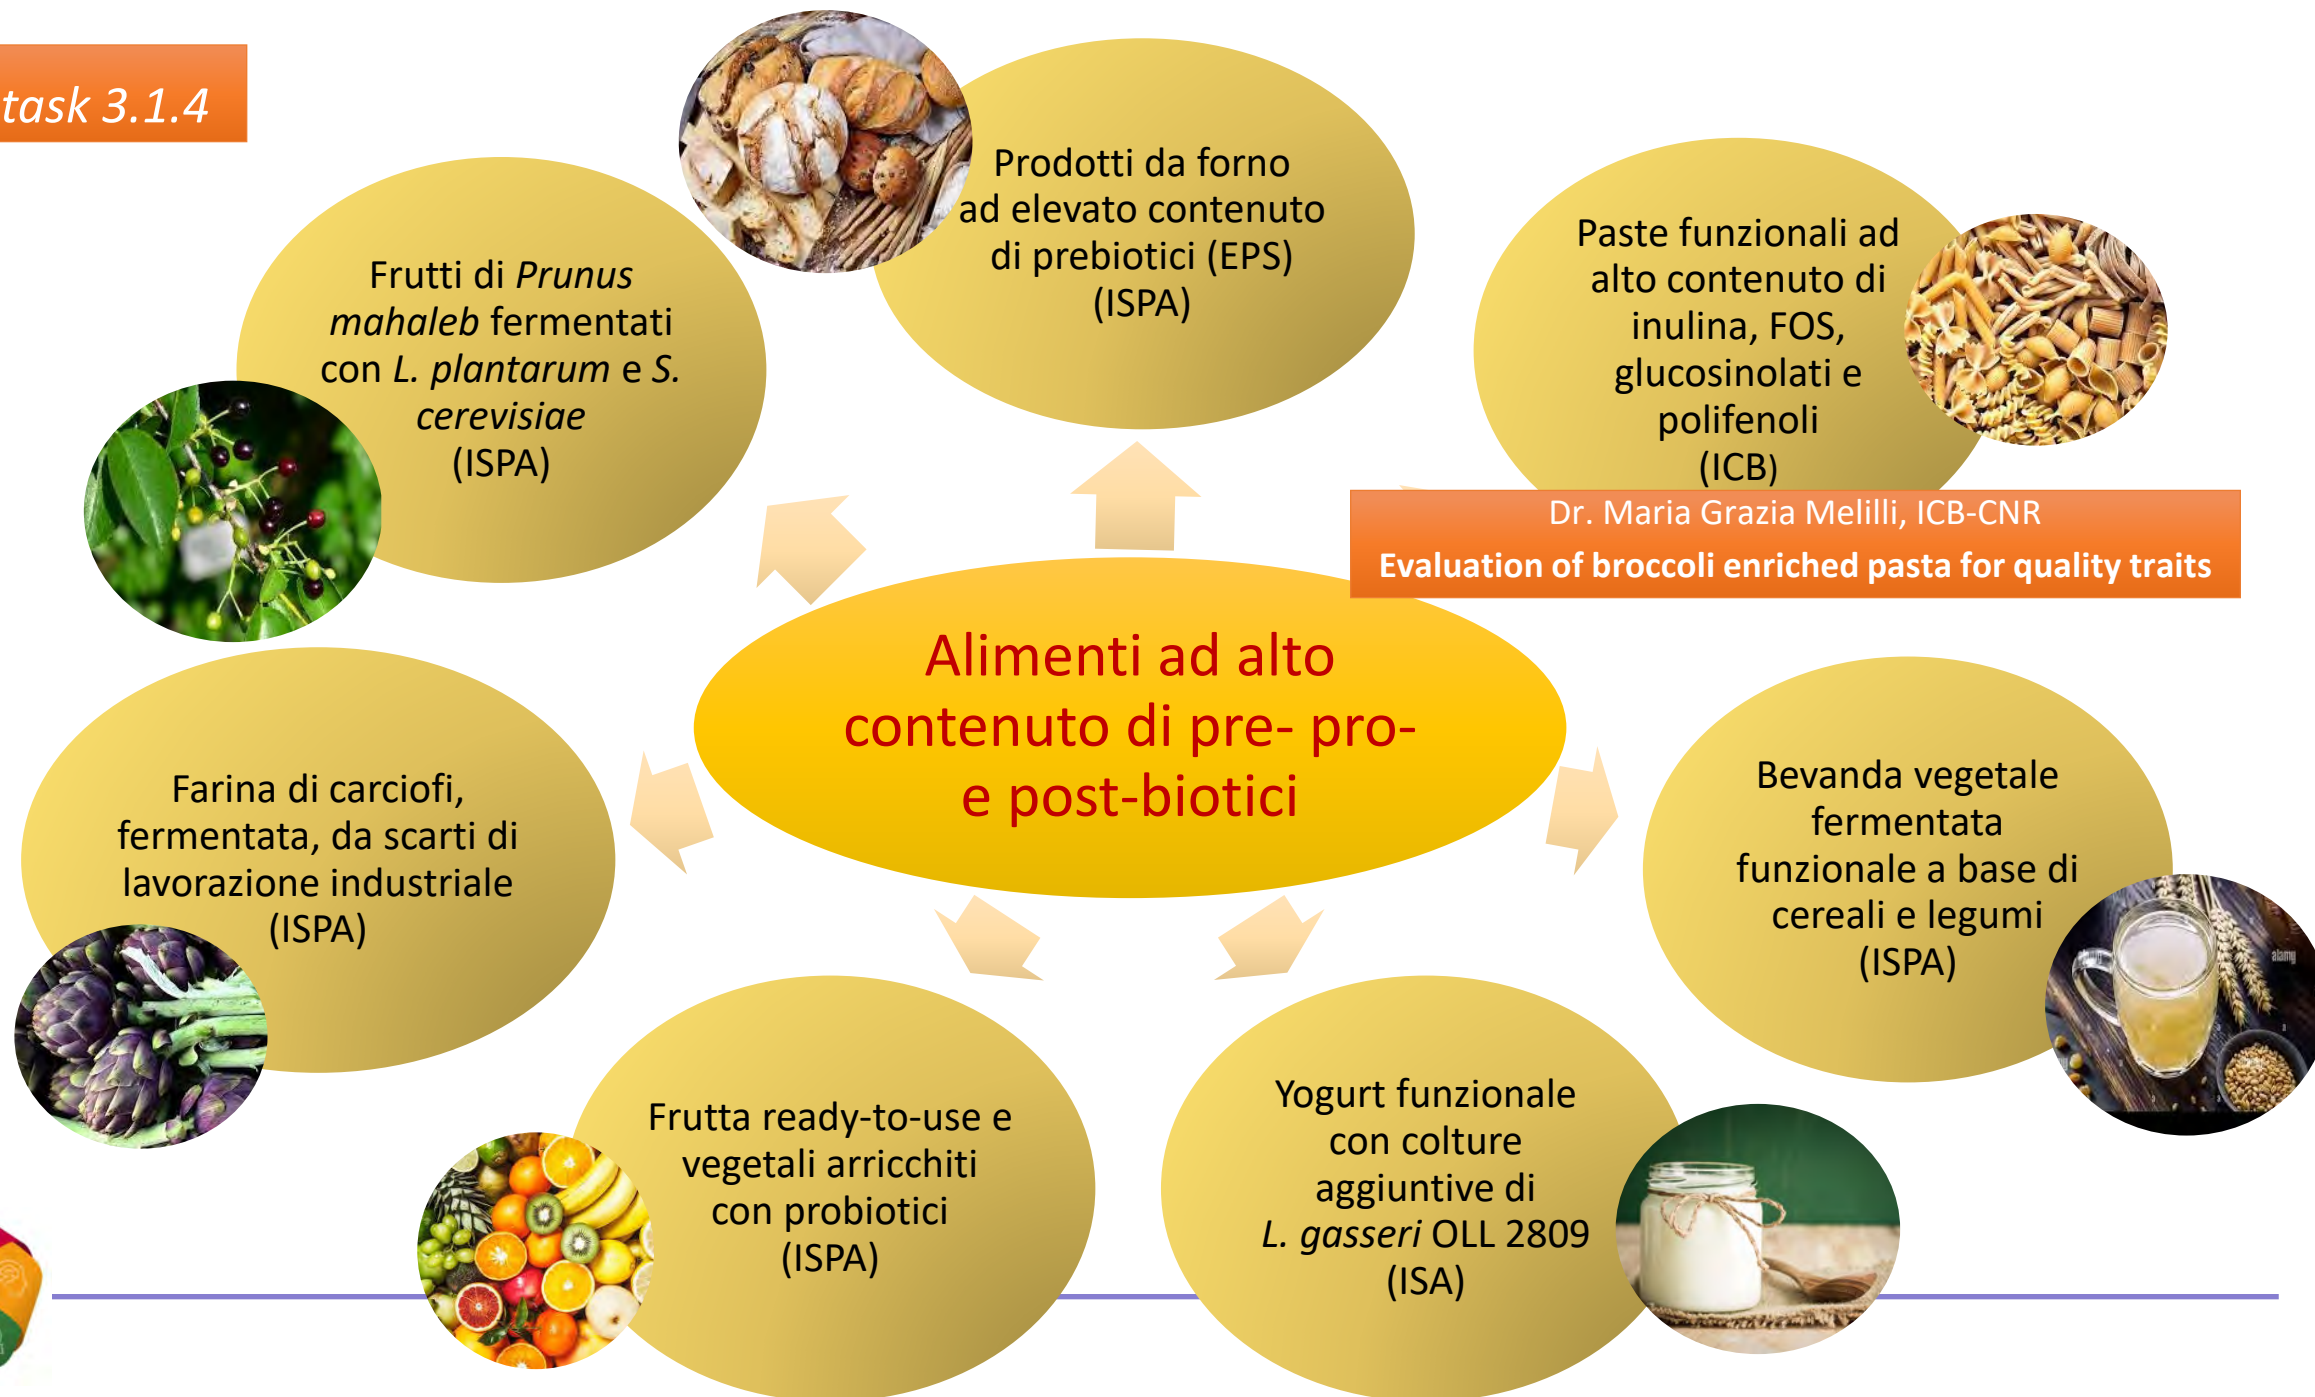 task 3.1.4
Prodotti da forno
ad elevato contenuto
di prebiotici (EPS)
(ISPA)
Paste funzionali ad
alto contenuto di
inulina, FOS,
glucosinolati e
polifenoli
(ICB)
Dr. Maria Grazia Melilli, ICB-CNR
Evaluation of broccoli enriched pasta for quality traits
Frutti di Prunus
mahaleb fermentati
con L. plantarum e S.
cerevisiae
(ISPA)
Alimenti ad alto
contenuto di pre- pro-
e post-biotici
Farina di carciofi,
fermentata, da scarti di
lavorazione industriale
(ISPA)
Bevanda vegetale
fermentata
funzionale a base di
cereali e legumi
(ISPA)
alamy
Frutta ready-to-use e
vegetali arricchiti
con probiotici
(ISPA)
Yogurt funzionale
con colture
aggiuntive di
L. gasseri OLL 2809
(ISA)